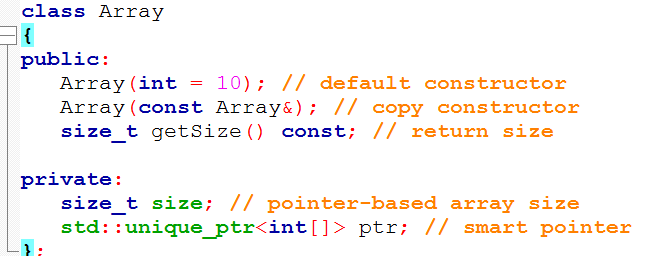 class Array
{
public:
Array(int = 10); // default constructor
Array(const Array&); // copy constructor
size_t getSize() const; // return size
private:
size_t size; // pointer-based array size
std::unique_ptr<int[]> ptr; // smart pointer
};